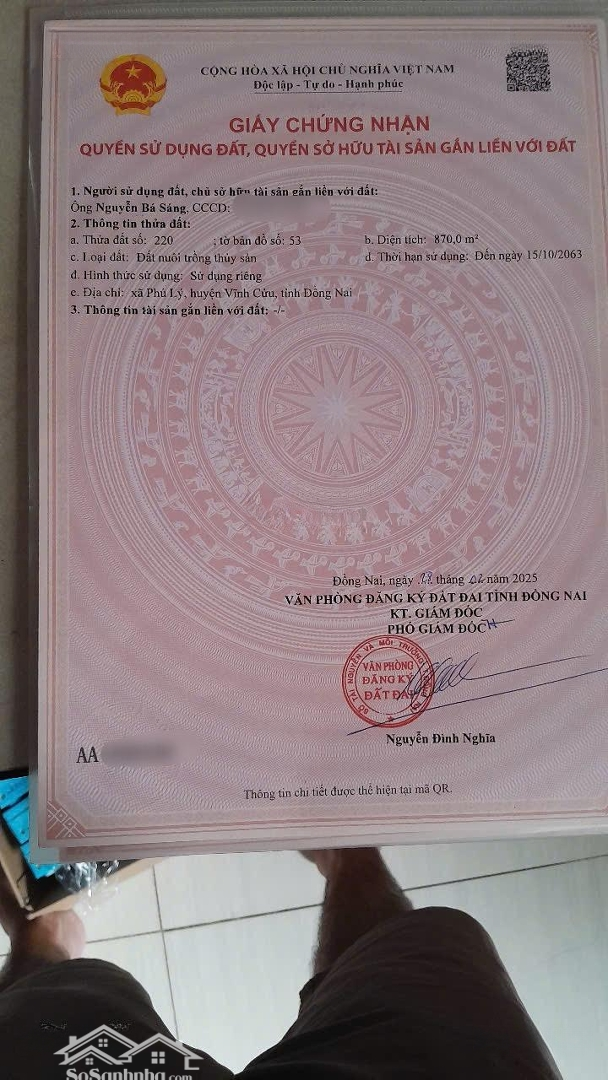 CỘNG HÒA XÃ HỘI CHỦ NGHĨA VIỆT NAM
Độc lập - Tự do - Hạnh phúc
GIẤY CHỨNG NHẬN
QUYỀN SỬ DỤNG ĐẤT, QUYỀN SỞ HỮU TÀI SẢN GẮN LIỀN VỚI ĐẤT
1. Người sử dụng đất, chủ sở hữu tài sản gắn liền với đất:
Ông Nguyễn Bá Sáng, CCCD:
2. Thông tin thửa đất:
a. Thửa đất số: 220 ; tờ bản đồ số: 53 b. Diện tích: 870,0 m²
c. Loại đất: Đất nuôi trồng thủy sản d. Thời hạn sử dụng: Đến ngày 15/10/2063
đ. Hình thức sử dụng: Sử dụng riêng
e. Địa chỉ: xã Phú Lý, huyện Vĩnh Cửu, tỉnh Đồng Nai
3. Thông tin tài sản gắn liền với đất: -/-
Đồng Nai, ngày tháng 02 năm 2025
VĂN PHÒNG ĐĂNG KÝ ĐẤT ĐAI TỈNH ĐỒNG NAI
KT. GIÁM ĐỐC
PHÓ GIÁM ĐỐC
SỞ TÀI NGUYÊN VÀ MÔI TRƯỜNG
VĂN PHÒNG
ĐĂNG KÝ
ĐẤT ĐAI
Nguyễn Đình Nghĩa
AA
Thông tin chi tiết được thể hiện tại mã QR.
SoSanhnha.com